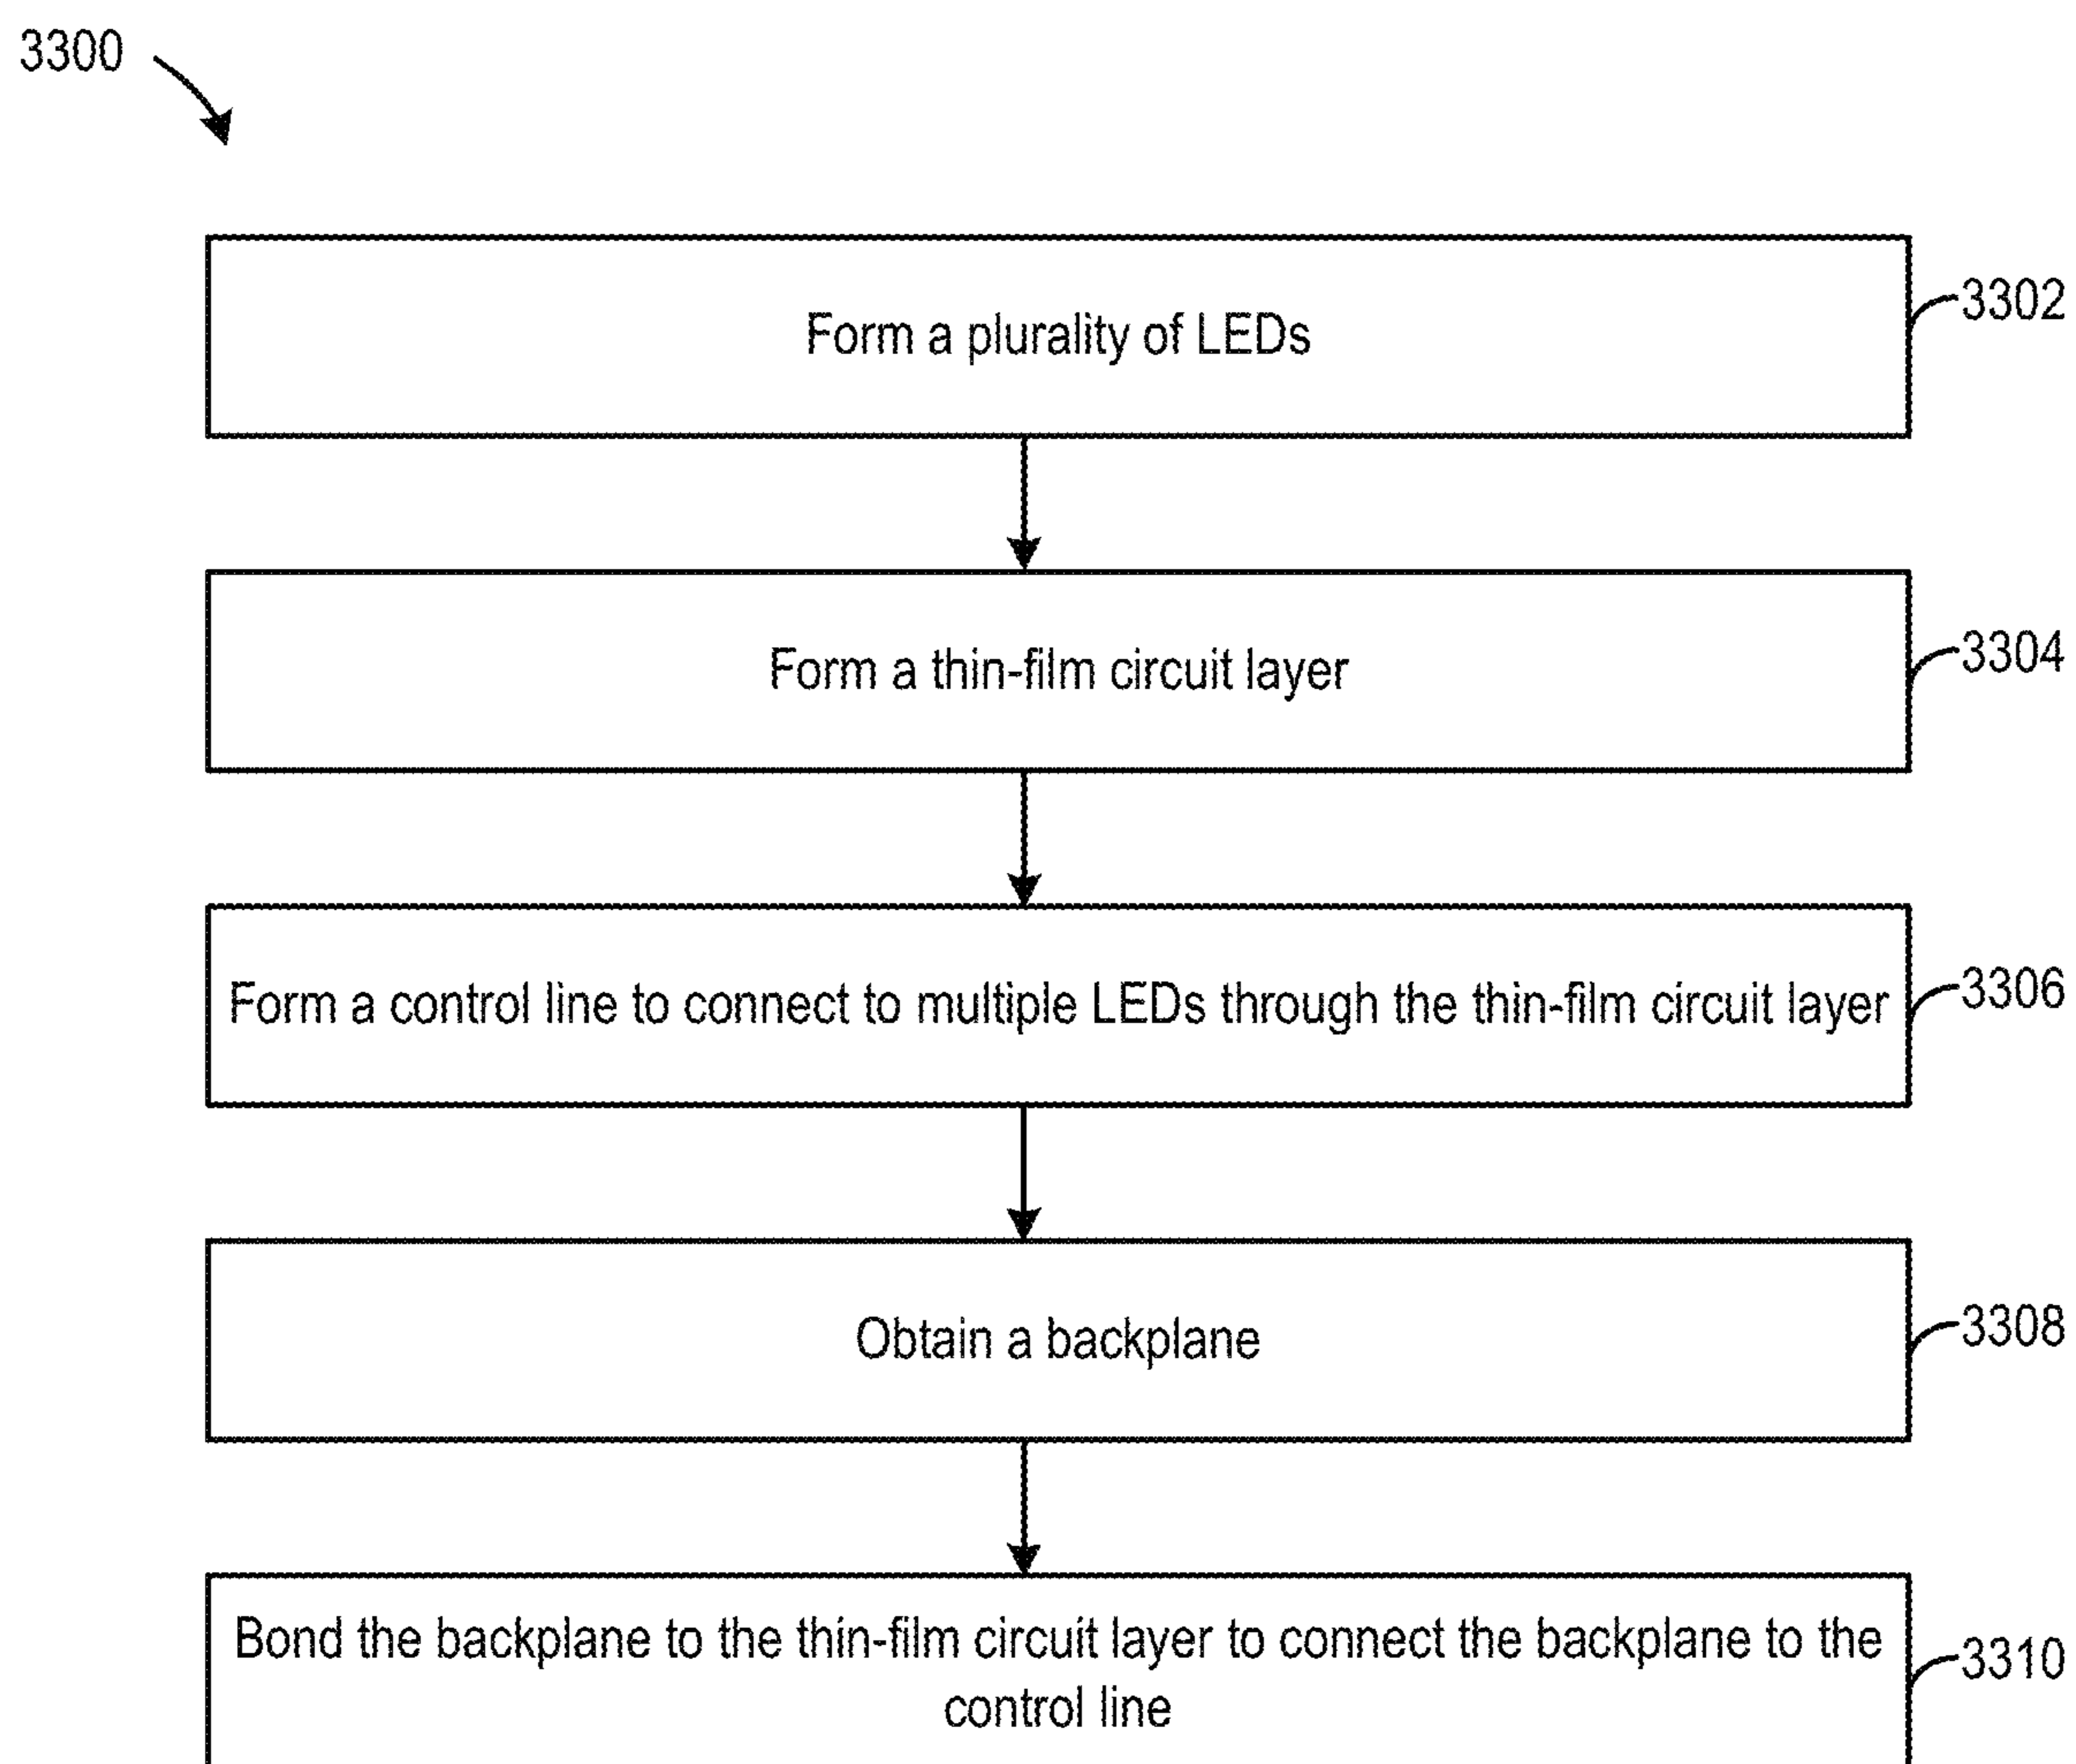 3300
Form a plurality of LEDs
3302
Form a thin-film circuit layer
3304
Form a control line to connect to multiple LEDs through the thin-film circuit layer
3306
Obtain a backplane
3308
Bond the backplane to the thin-film circuit layer to connect the backplane to the
control line
3310